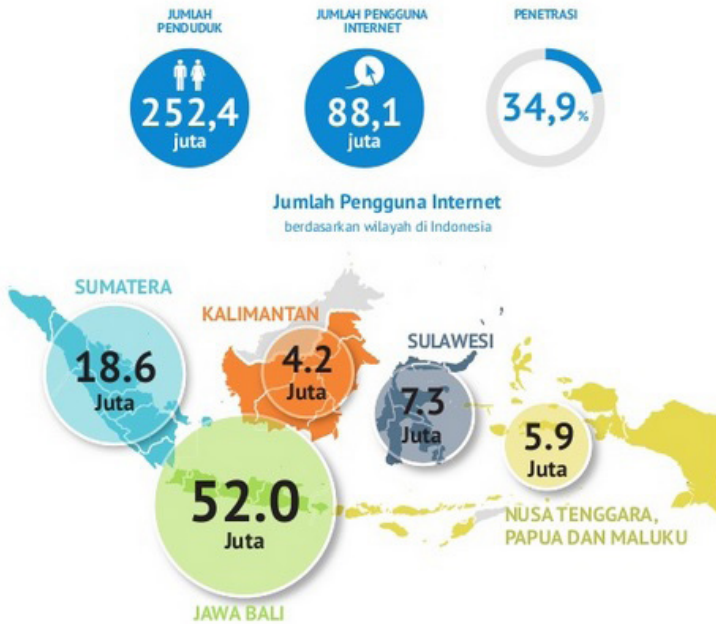 JUMLAH
PENDUDUK
252,4
juta
JUMLAH PENGGUNA
INTERNET
88,1
juta
PENETRASI
34,9%
Jumlah Pengguna Internet
berdasarkan wilayah di Indonesia
SUMATERA
18.6
Juta
KALIMANTAN
4.2
Juta
SULAWESI
7.3
Juta
5.9
Juta
NUSA TENGGARA,
PAPUA DAN MALUKU
52.0
Juta
JAWA BALI